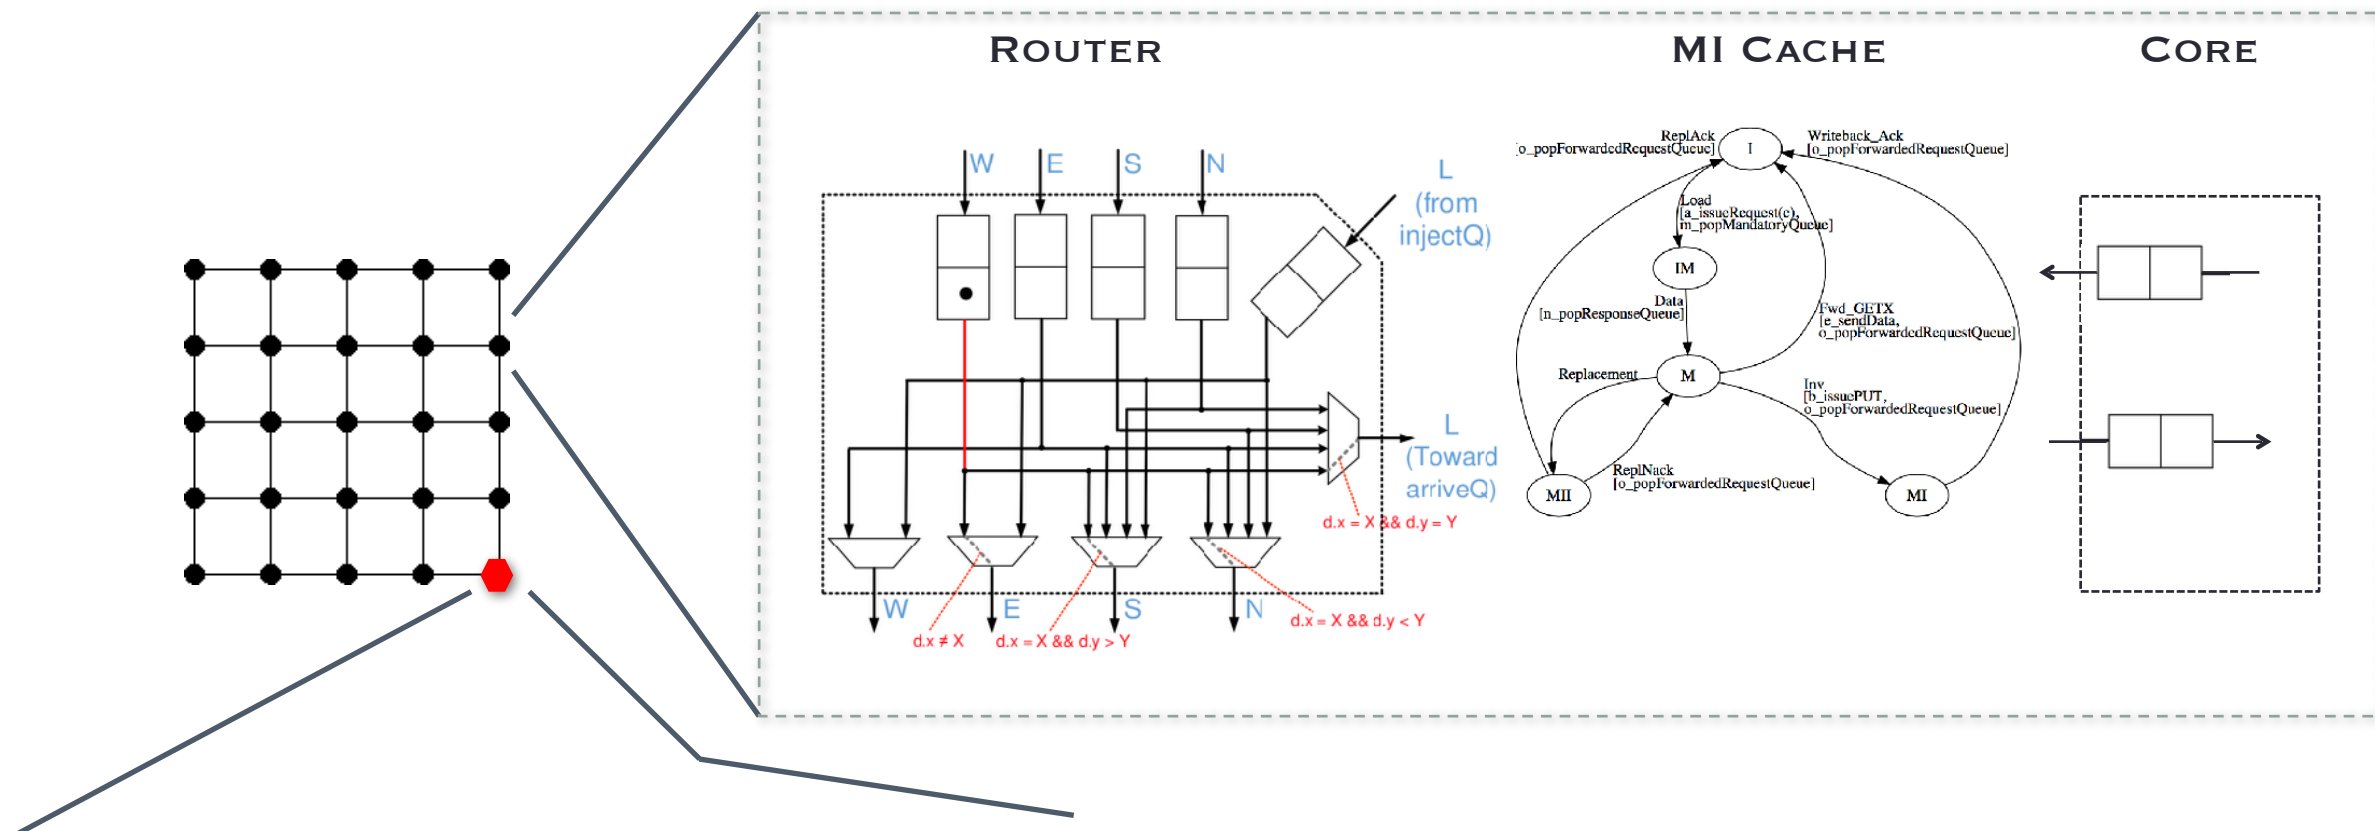 ROUTER
MI CACHE
CORE
W
E
S
N
L
(from
injectQ)
L
(Toward
arriveQ)
d.x = X && d.y = Y
W
E
S
N
d.x ≠ X
d.x = X && d.y > Y
d.x = X && d.y < Y
ReplAck
[o_popForwardedRequestQueue]
I
Writeback_Ack
[o_popForwardedRequestQueue]
Load
[a_issueRequest(c),
m_popMandatoryQueue]
IM
Data
[n_popResponseQueue]
Fwd_GETX
[e_sendData,
o_popForwardedRequestQueue]
Replacement
M
Inv
[b_issuePUT,
o_popForwardedRequestQueue]
ReplNack
[o_popForwardedRequestQueue]
MII
MI